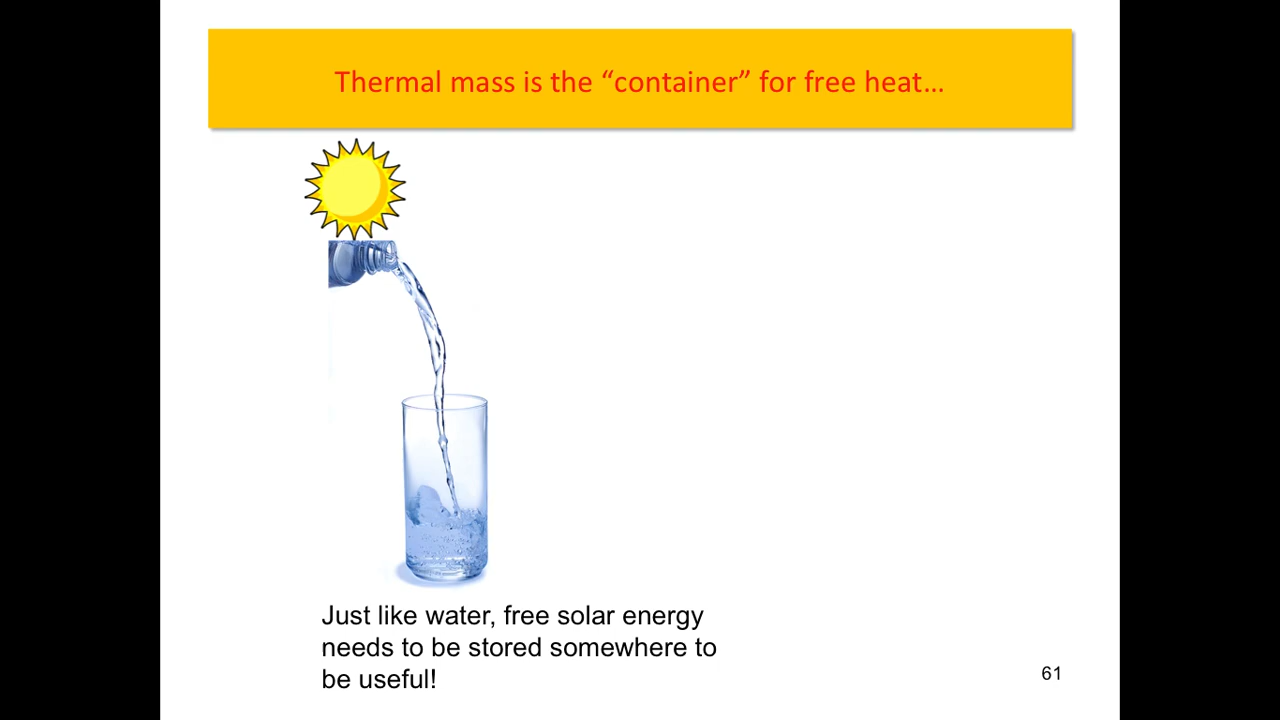 Thermal mass is the “container” for free heat…
Just like water, free solar energy
needs to be stored somewhere to
be useful!
61